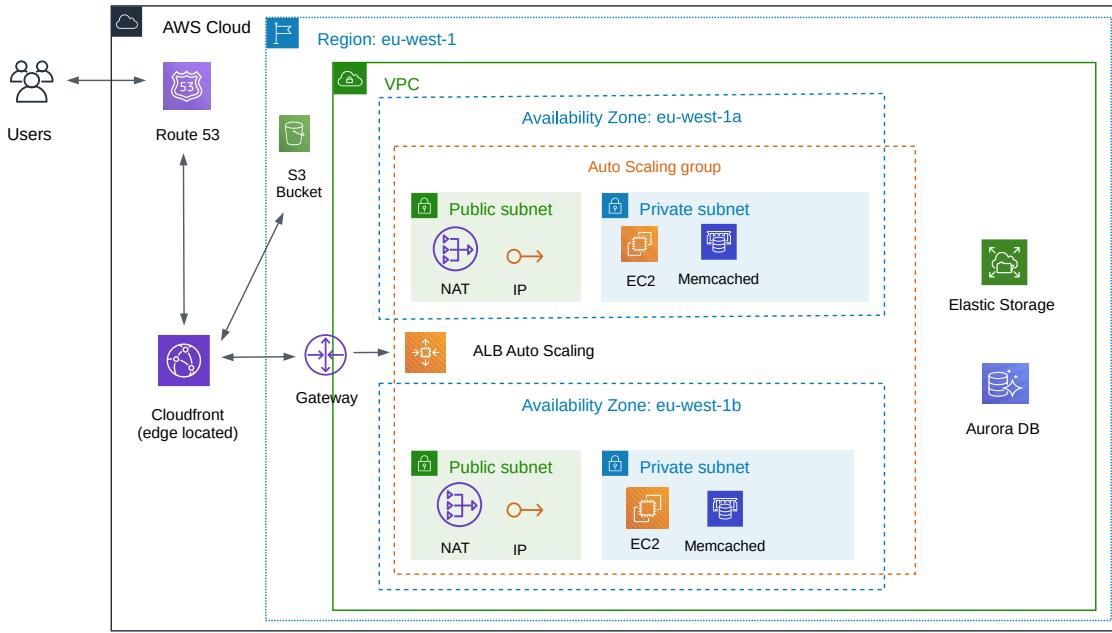 AWS Cloud
Region: eu-west-1
VPC
Users
53
Route 53
S3
Bucket
Availability Zone: eu-west-1a
Auto Scaling group
Public subnet
Private subnet
NAT
IP
EC2
Memcached
Elastic Storage
ALB Auto Scaling
Gateway
Cloudfront
(edge located)
Availability Zone: eu-west-1b
Aurora DB
Public subnet
Private subnet
NAT
IP
EC2
Memcached